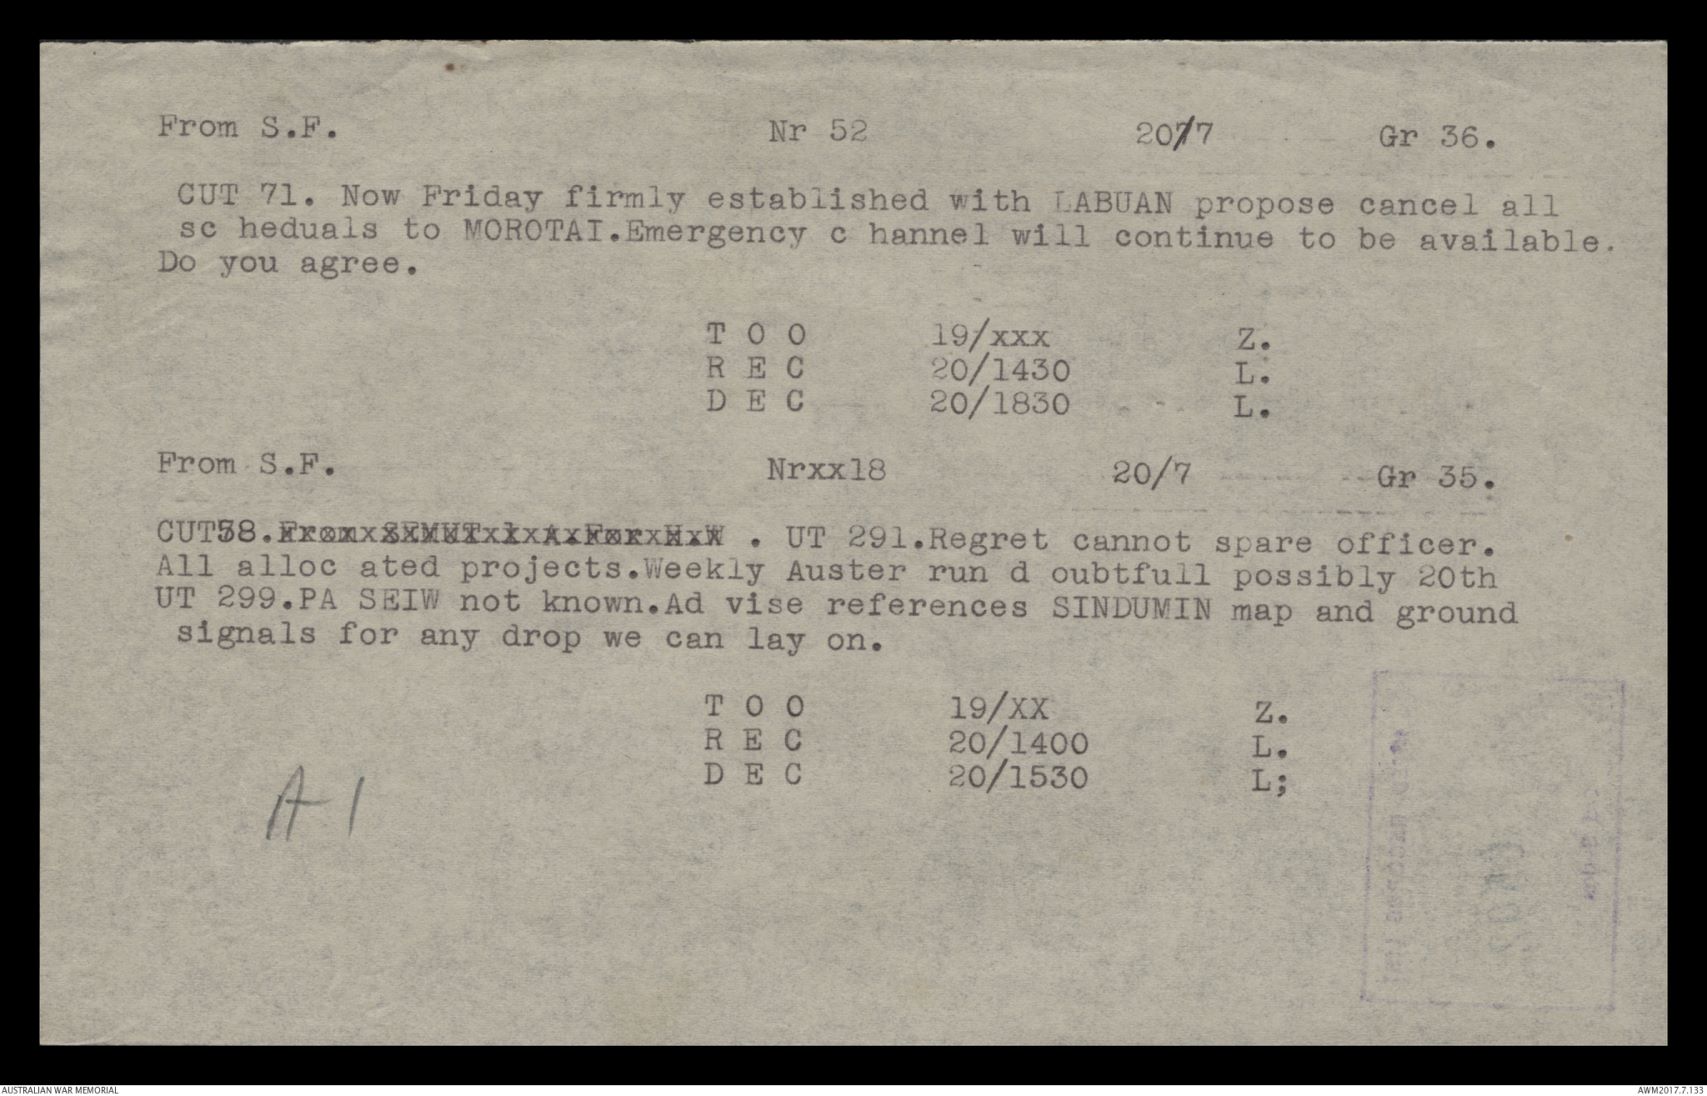 From S.F. Nr 52 20/7 Gr 36.
CUT 71. Now Friday firmly established with LABUAN propose cancel all
sc heduals to MOROTAI.Emergency c hannel will continue to be available.
Do you agree.
T O O 19/xxx Z.
R E C 20/1430 L.
D E C 20/1830 L.
From S.F. Nrxx18 20/7 Gr 35.
CUT58. . UT 291.Regret cannot spare officer.
All alloc ated projects.Weekly Auster run d oubtfull possibly 20th
UT 299.PA SEIW not known.Ad vise references SINDUMIN map and ground
signals for any drop we can lay on.
T O O 19/XX Z.
R E C 20/1400 L.
D E C 20/1530 L;
A 1
AUSTRALIAN WAR MEMORIAL AWM2017.7.133